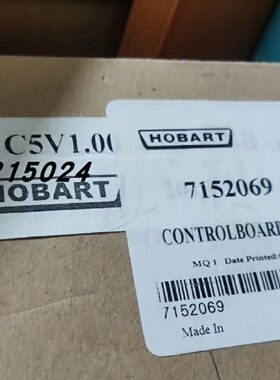 C5V1.00
215024
HOBART
HOBART
7152069
CONTROLBOARD
MQ 1 Date Printed:
7152069
Made In